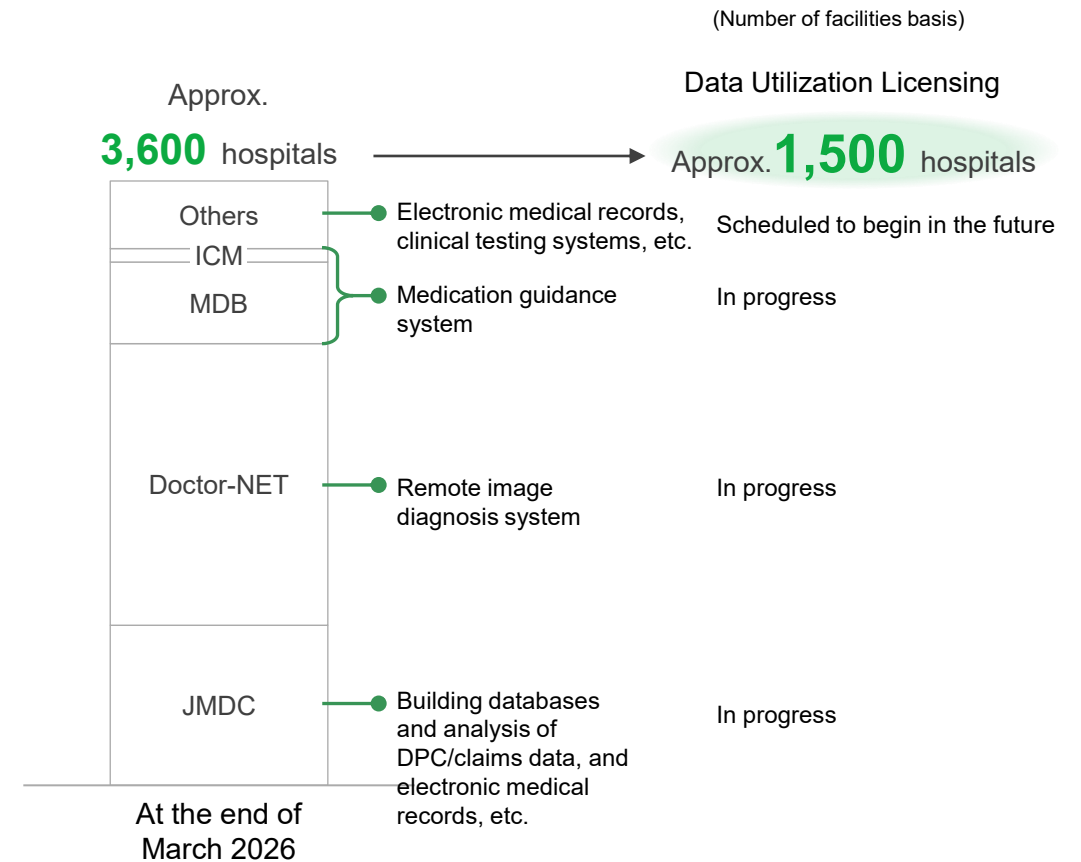 (Number of facilities basis)
Approx.
3,600 hospitals
Data Utilization Licensing
Approx. 1,500 hospitals
Others
Electronic medical records,
clinical testing systems, etc.
Scheduled to begin in the future
ICM
MDB
Medication guidance
system
In progress
Doctor-NET
Remote image
diagnosis system
In progress
JMDC
Building databases
and analysis of
DPC/claims data, and
electronic medical
records, etc.
In progress
At the end of
March 2026